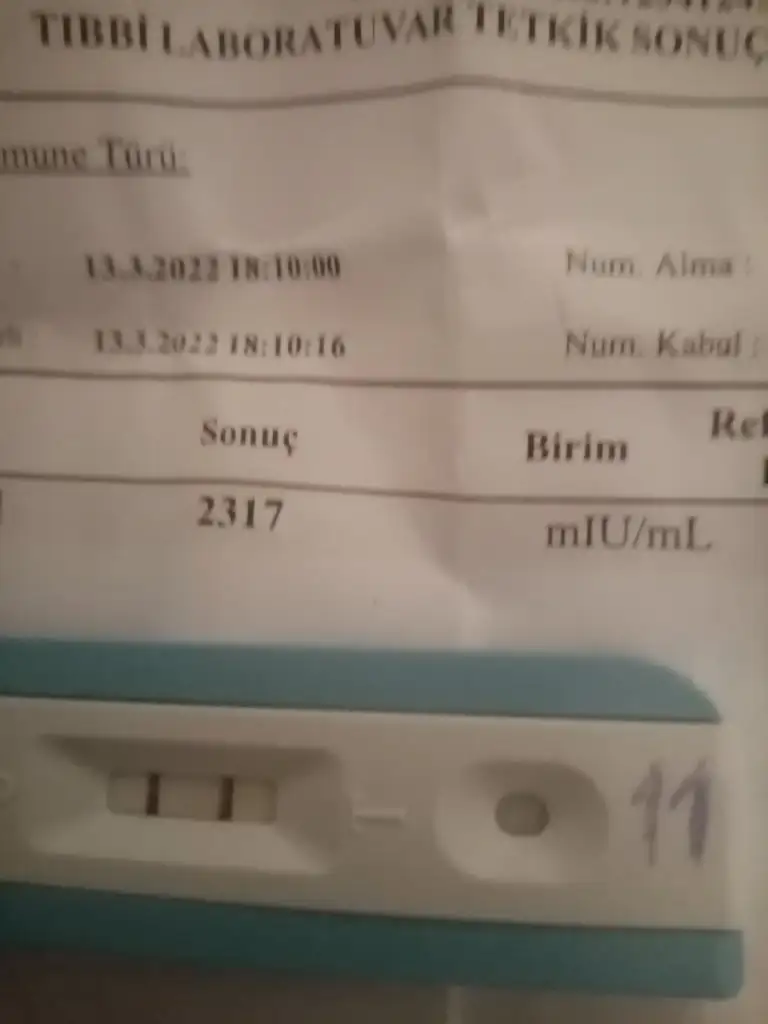 TIBBİ LABORATUVAR TETKİK SONUÇ
mune Türü:
13.3.2022 18:10:00 Num. Alma :
13.3.2022 18:10:16 Num. Kabul :
Sonuç Birim Ref
2317 mIU/mL
11